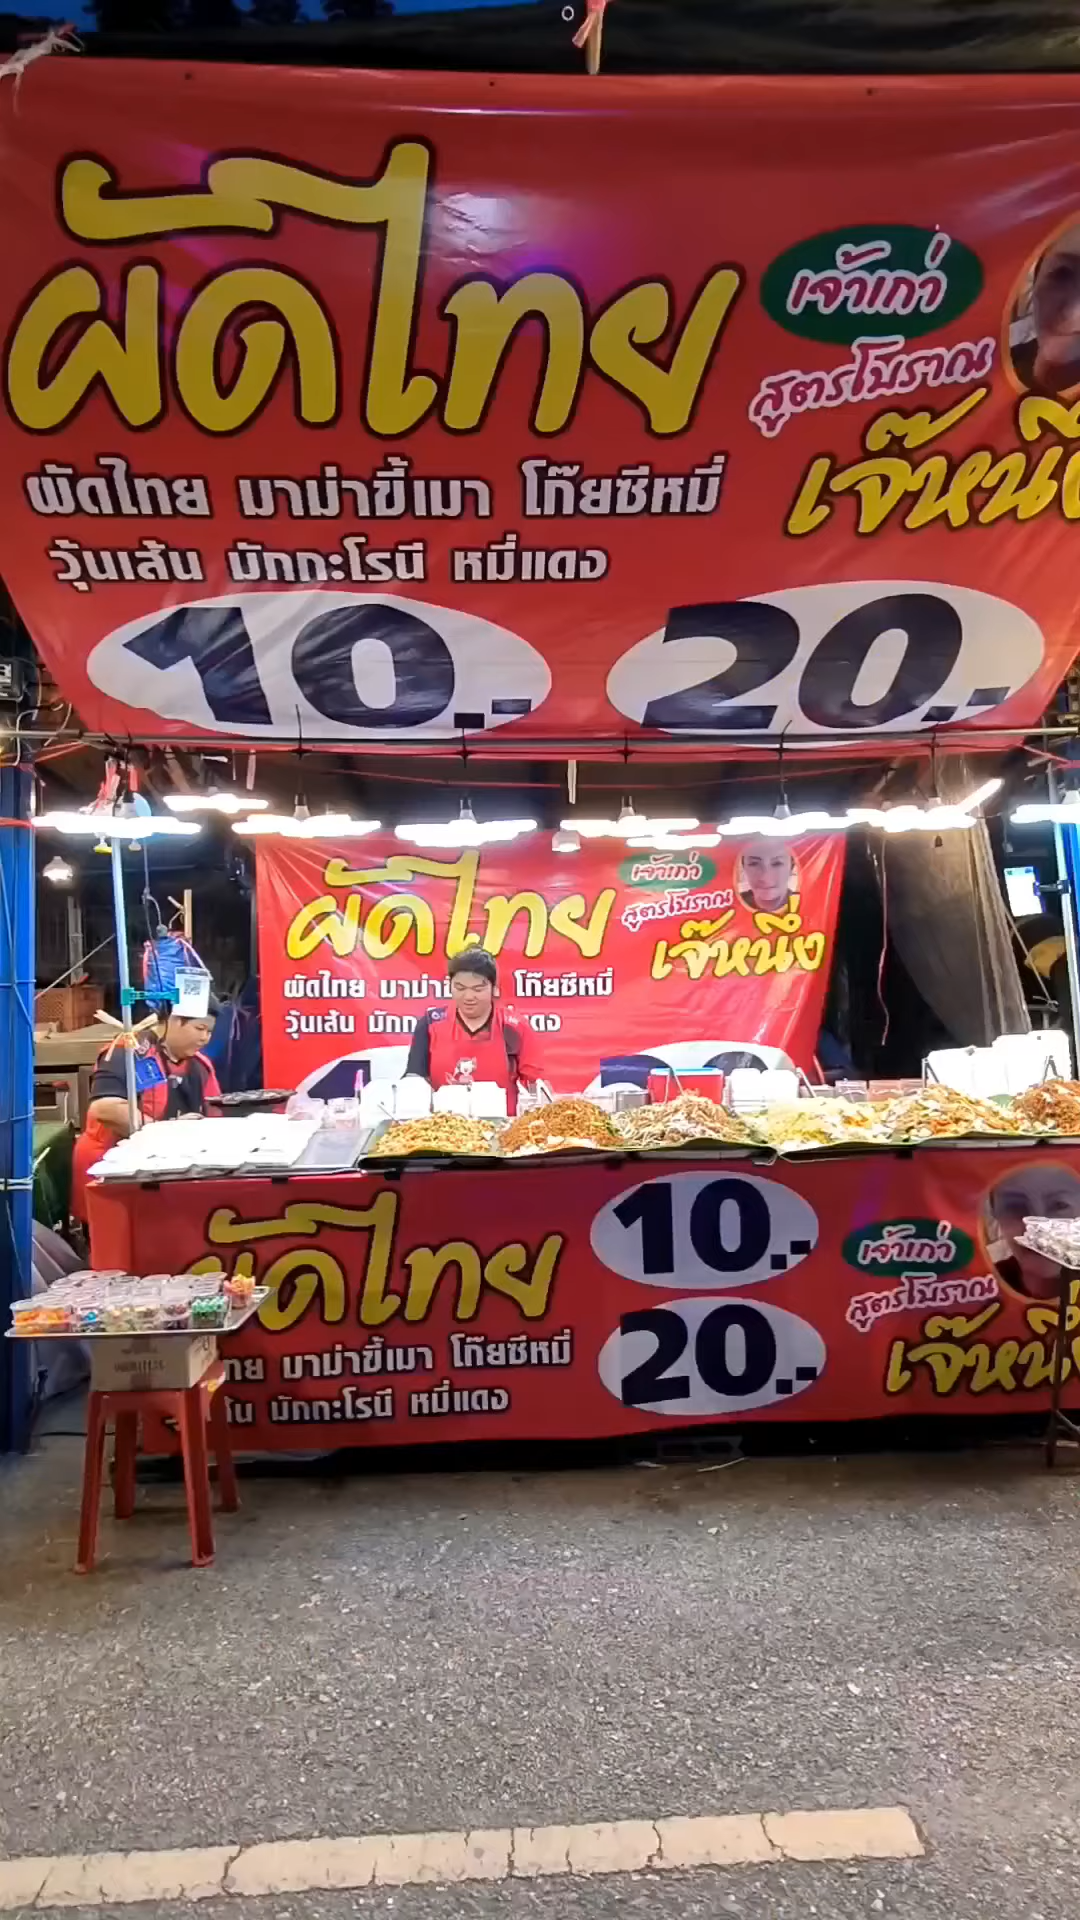 ผัดไทย
เจ้าเก่า
สูตรโบราณ
เจ๊หนึ่ง
ผัดไทย มาม่าขี้เมา โก๊ยซีหมี่
วุ้นเส้น มักกะโรนี หมี่แดง
10.- 20.-
ผัดไทย
เจ้าเก่า
สูตรโบราณ
เจ๊หนึ่ง
ผัดไทย โก๊ยซีหมี่
วุ้นเส้น
ผัดไทย
10.-
20.-
เจ้าเก่า
สูตรโบราณ
เจ๊หนึ่ง
มาม่าขี้เมา โก๊ยซีหมี่
มักกะโรนี หมี่แดง